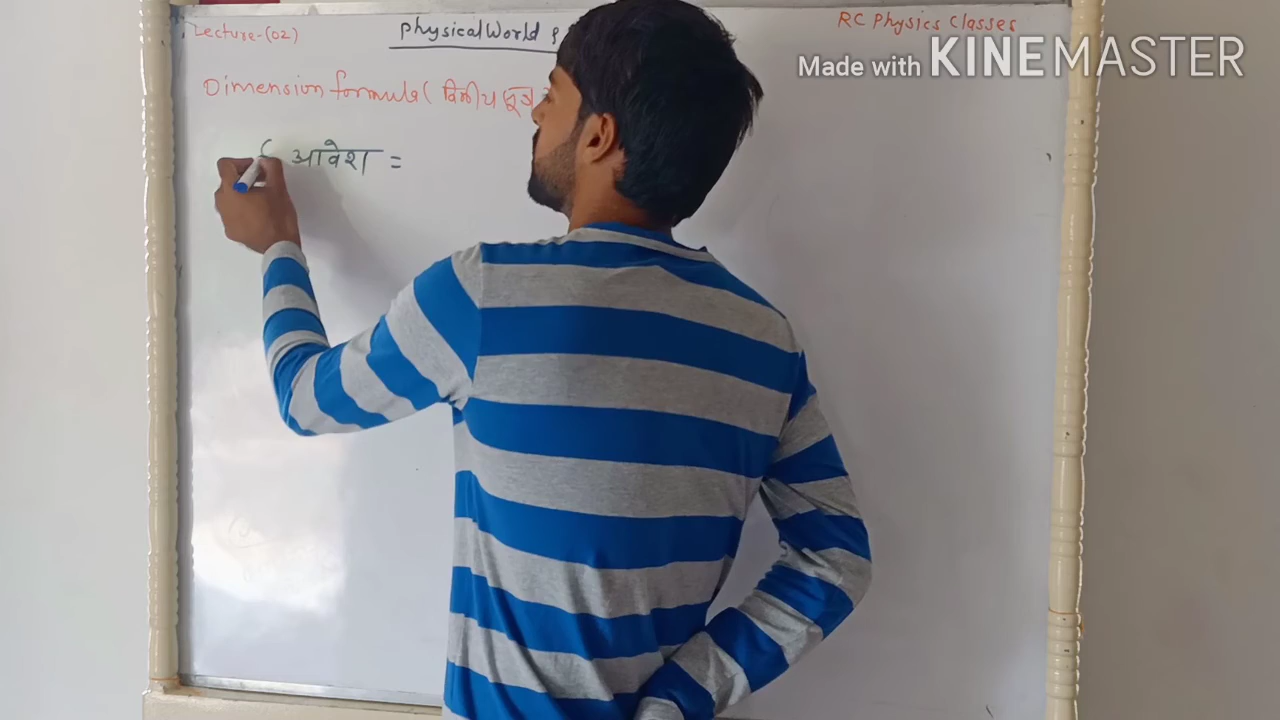 Lecture-(02)
Physical World
RC Physics Classes
Made with KINEMASTER
Dimension formula ( विमीय सूत्र
( आवेश =